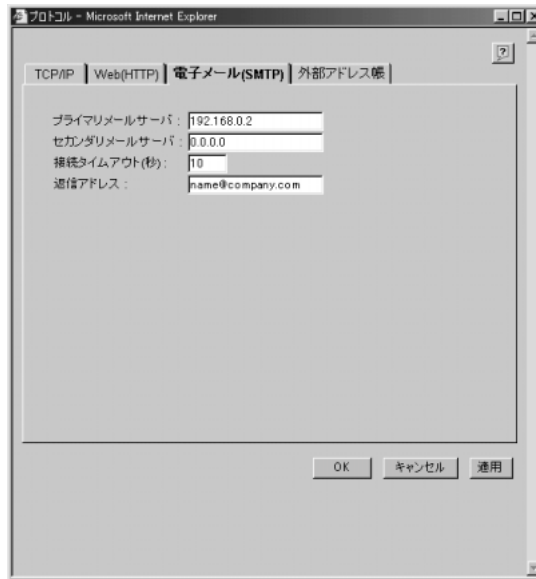 プロトコル - Microsoft Internet Explorer
?
TCP/IP Web(HTTP) 電子メール(SMTP) 外部アドレス帳
プライマリメールサーバ : 192.168.0.2
セカンダリメールサーバ : 0.0.0.0
接続タイムアウト(秒) : 10
返信アドレス : name@company.com
OK キャンセル 適用